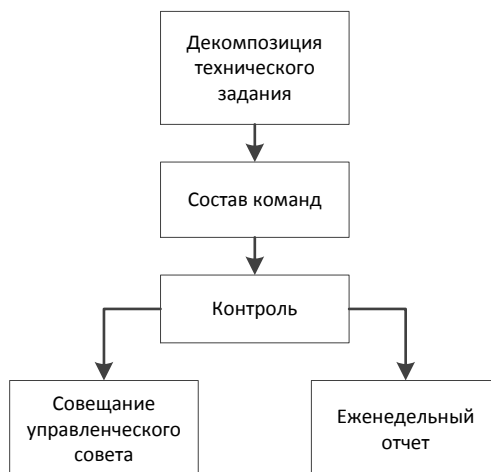 Декомпозиция
технического
задания
Состав команд
Контроль
Совещание
управленческого
совета
Еженедельный
отчет